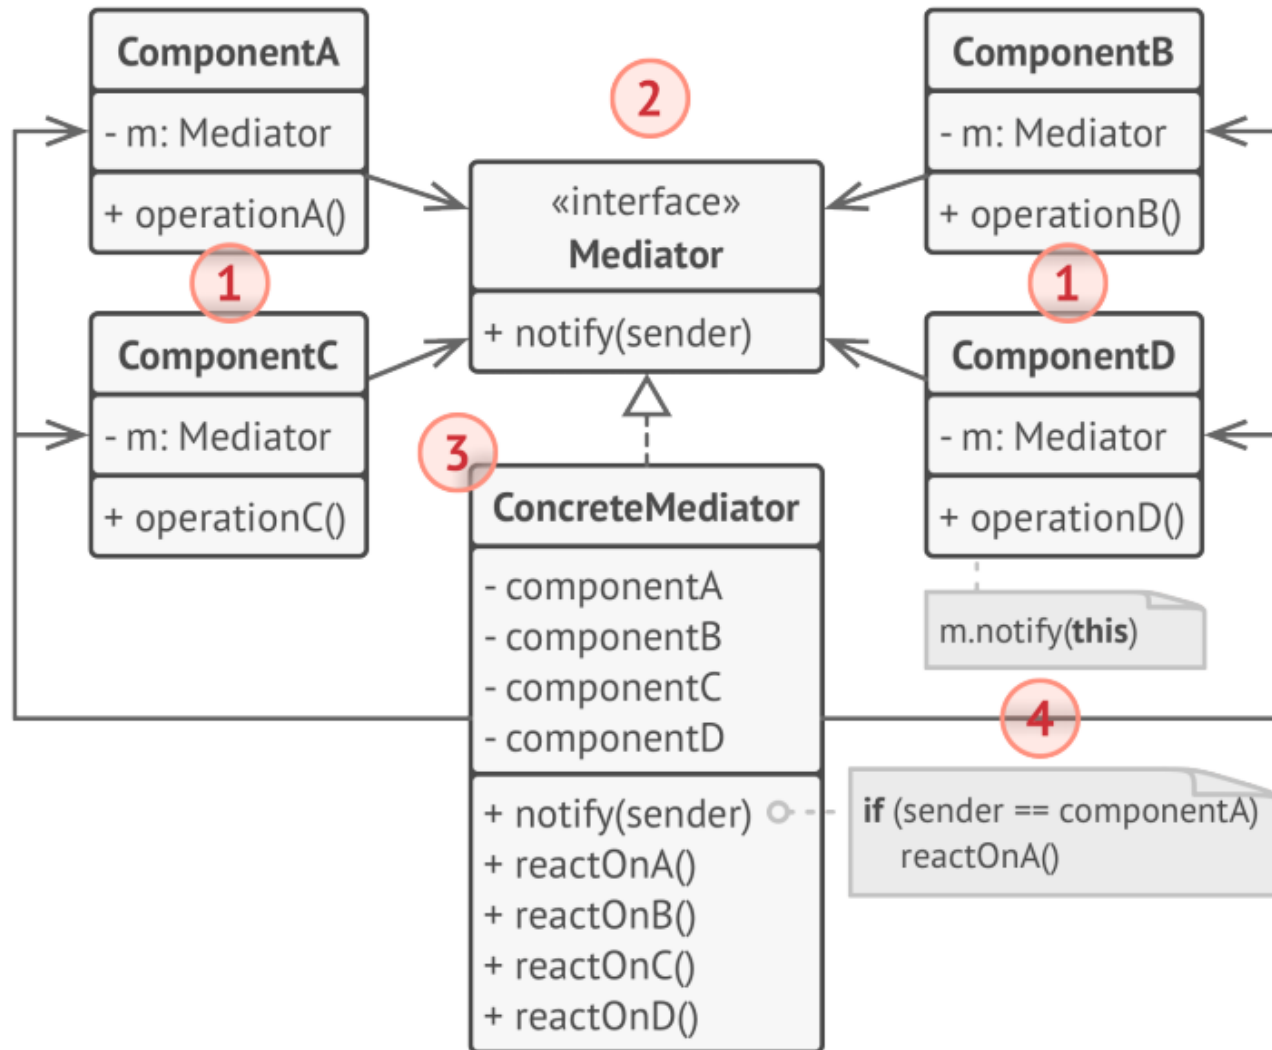 ComponentA
- m: Mediator
+ operationA()
1
ComponentC
- m: Mediator
+ operationC()
2
«interface»
Mediator
+ notify(sender)
3
ConcreteMediator
- componentA
- componentB
- componentC
- componentD
+ notify(sender)
+ reactOnA()
+ reactOnB()
+ reactOnC()
+ reactOnD()
ComponentB
- m: Mediator
+ operationB()
1
ComponentD
- m: Mediator
+ operationD()
m.notify(this)
4
if (sender == componentA)
reactOnA()